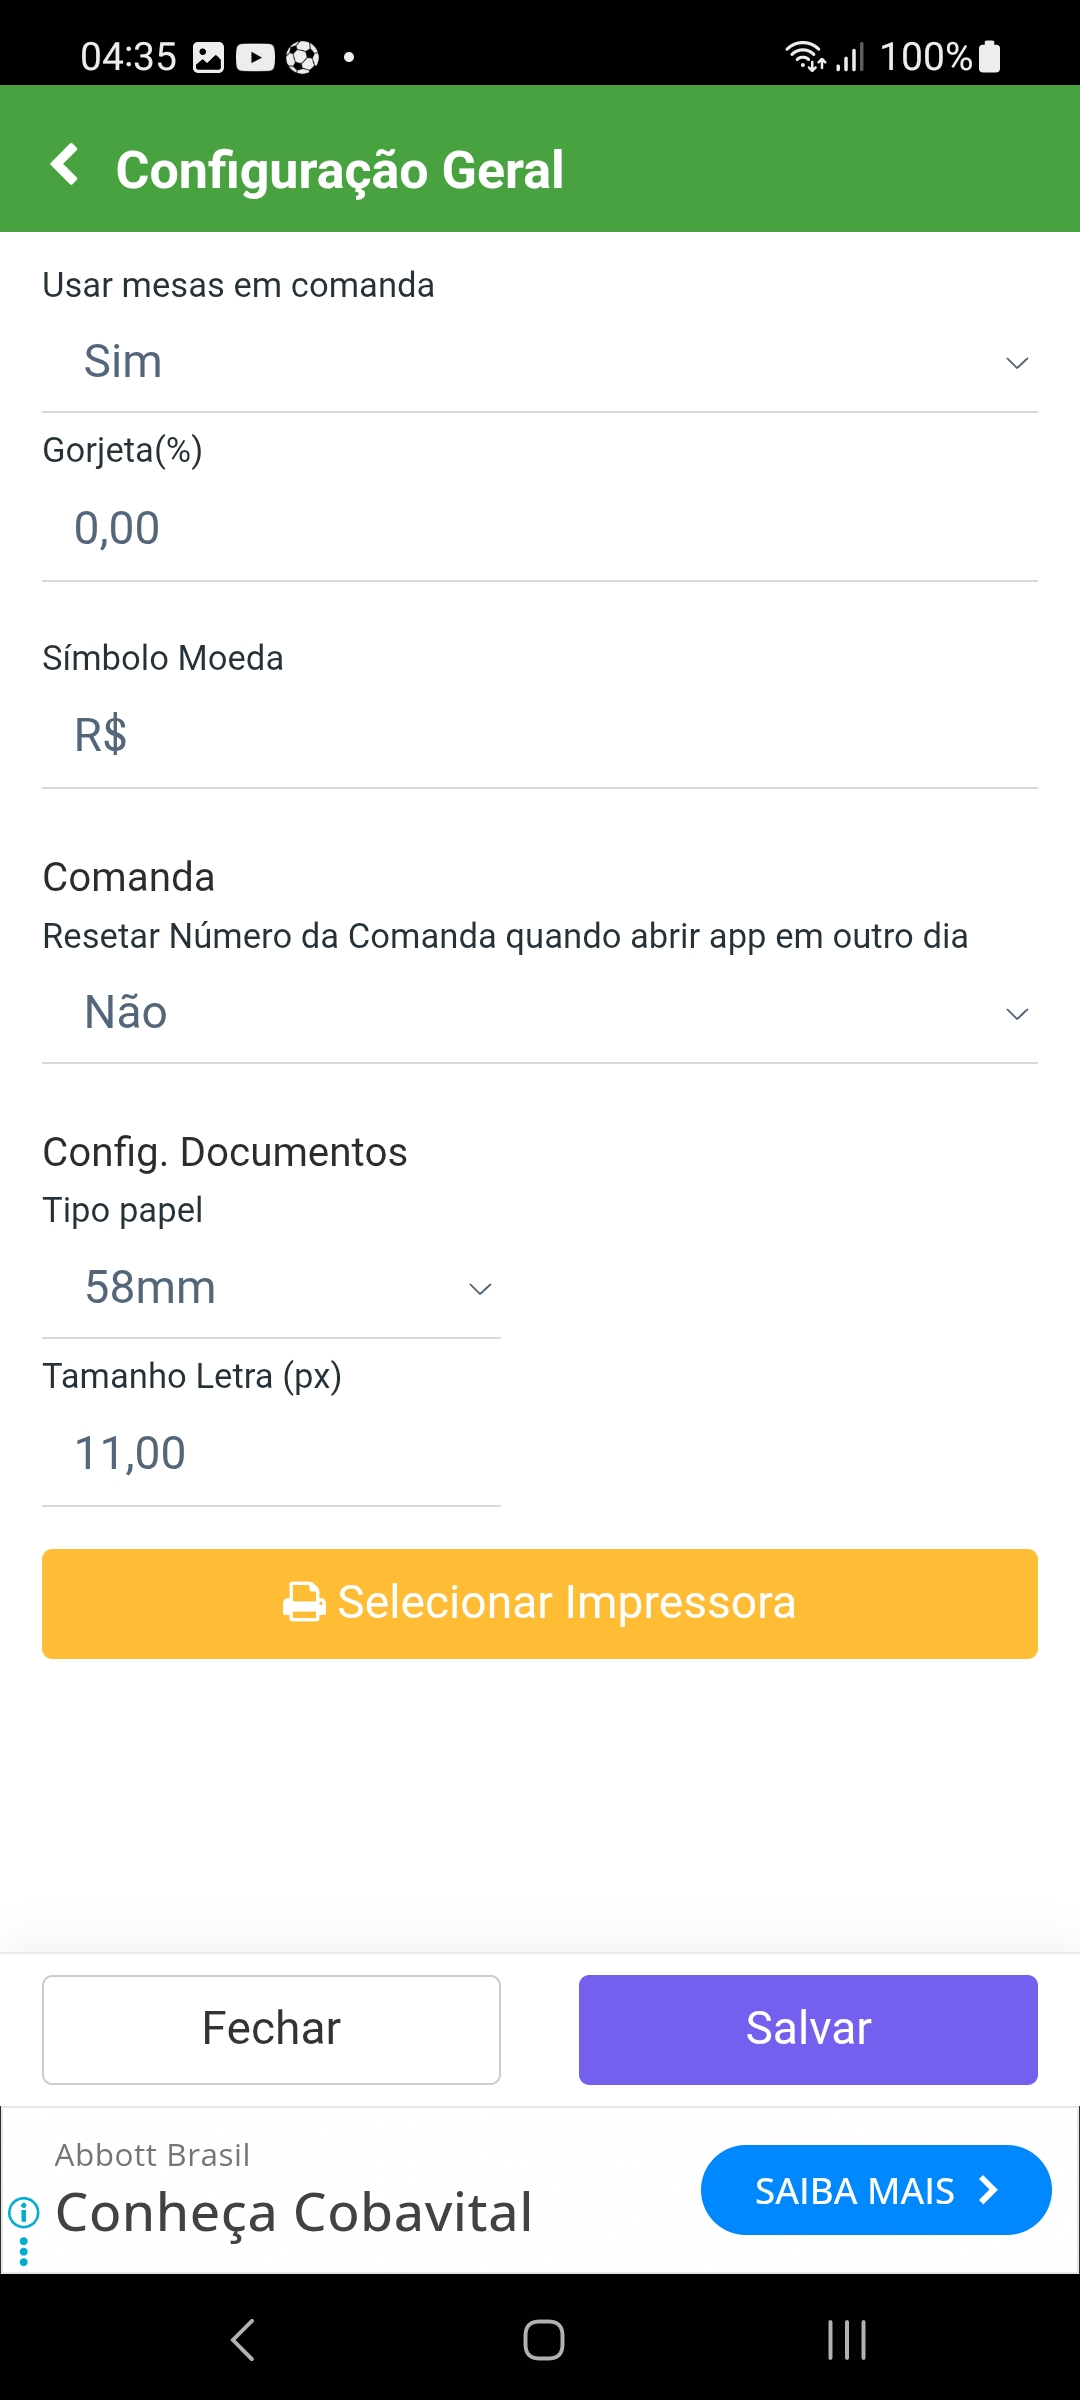 04:35
100%
Configuração Geral
Usar mesas em comanda
Sim
Gorjeta(%)
0,00
Símbolo Moeda
R$
Comanda
Resetar Número da Comanda quando abrir app em outro dia
Não
Config. Documentos
Tipo papel
58mm
Tamanho Letra (px)
11,00
Selecionar Impressora
Fechar
Salvar
Abbott Brasil
Conheça Cobavital
SAIBA MAIS